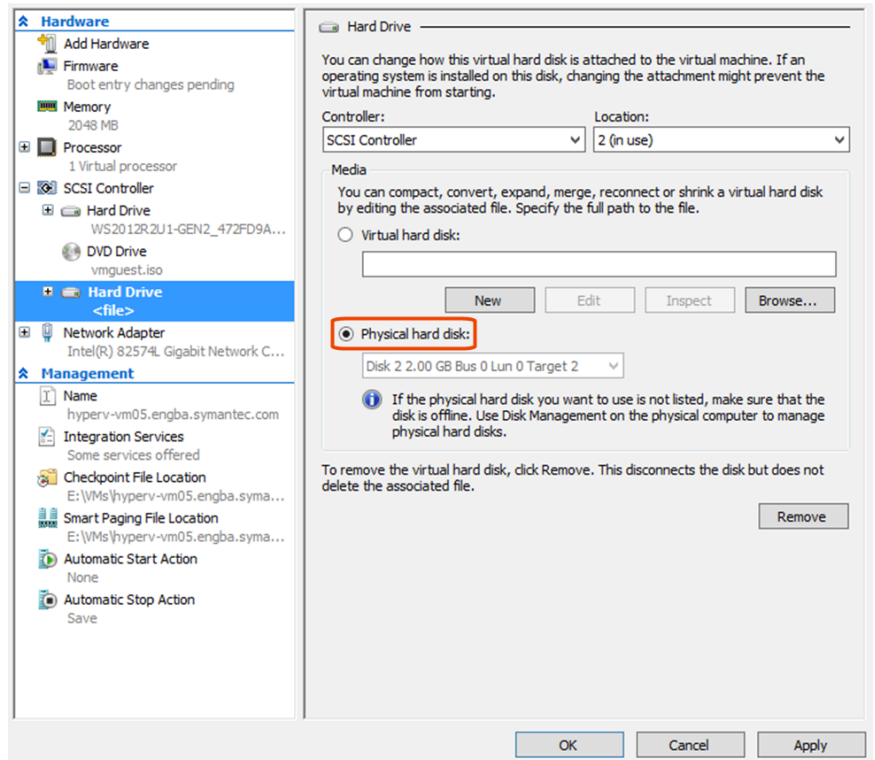 Hardware
Add Hardware
Firmware
Boot entry changes pending
Memory
2048 MB
Processor
1 Virtual processor
SCSI Controller
Hard Drive
WS2012R2U1-GEN2_472FD9A...
DVD Drive
vmguest.iso
Hard Drive
<file>
Network Adapter
Intel(R) 82574L Gigabit Network C...
Management
Name
hyperv-vm05.engba.symantec.com
Integration Services
Some services offered
Checkpoint File Location
E:\VMs\hyperv-vm05.engba.syma...
Smart Paging File Location
E:\VMs\hyperv-vm05.engba.syma...
Automatic Start Action
None
Automatic Stop Action
Save
Hard Drive
You can change how this virtual hard disk is attached to the virtual machine. If an
operating system is installed on this disk, changing the attachment might prevent the
virtual machine from starting.
Controller: Location:
SCSI Controller 2 (in use)
Media
You can compact, convert, expand, merge, reconnect or shrink a virtual hard disk
by editing the associated file. Specify the full path to the file.
Virtual hard disk:
New Edit Inspect Browse...
Physical hard disk:
Disk 2 2.00 GB Bus 0 Lun 0 Target 2
If the physical hard disk you want to use is not listed, make sure that the
disk is offline. Use Disk Management on the physical computer to manage
physical hard disks.
To remove the virtual hard disk, click Remove. This disconnects the disk but does not
delete the associated file.
Remove
OK Cancel Apply